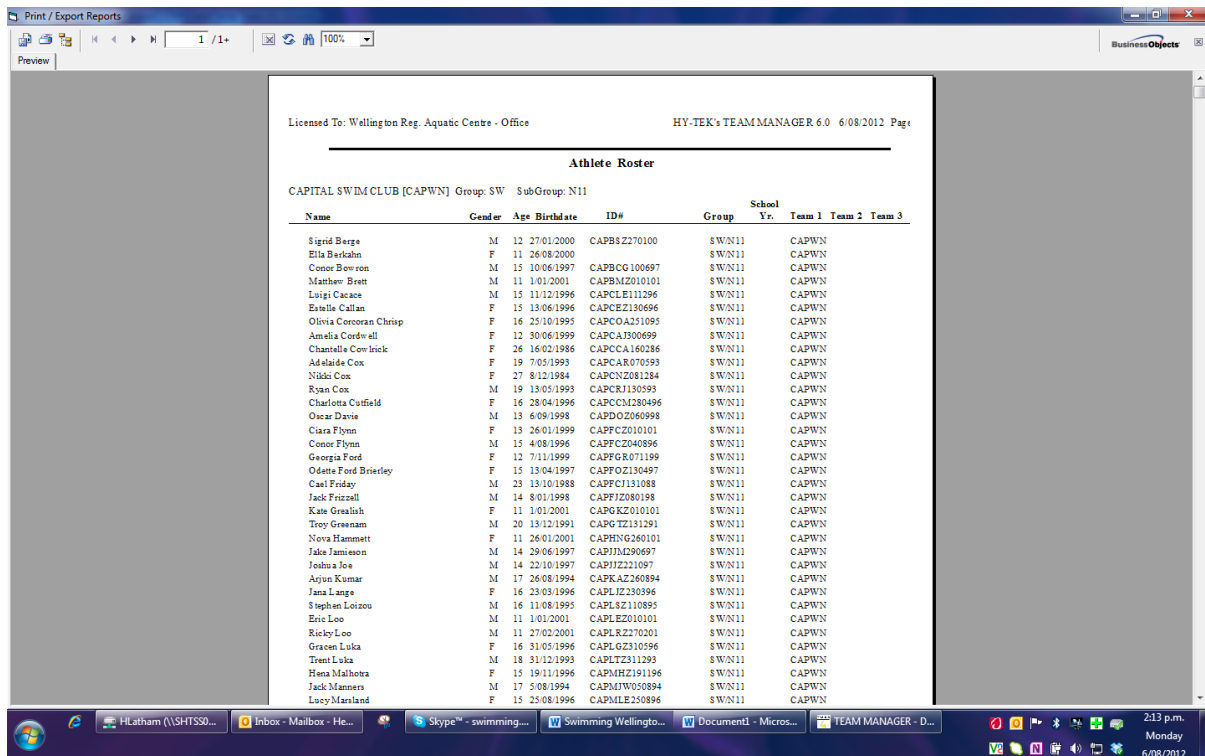 Print / Export Reports
1 /1+ 100% BusinessObjects
Preview
Licensed To: Wellington Reg. Aquatic Centre - Office HY-TEK's TEAM MANAGER 6.0 6/08/2012 Page
Athlete Roster
CAPITAL SWIM CLUB [CAPWN] Group: SW SubGroup: N11
School
Name Gender Age Birthdate ID# Group Yr. Team 1 Team 2 Team 3
Sigrid Berge M 12 27/01/2000 CAPBSZ270100 SW/N11 CAPWN
Ella Berkahn F 11 26/08/2000 SW/N11 CAPWN
Conor Bowron M 15 10/06/1997 CAPBCG100697 SW/N11 CAPWN
Matthew Brett M 11 1/01/2001 CAPBMZ010101 SW/N11 CAPWN
Luigi Cacace M 15 11/12/1996 CAPCLE111296 SW/N11 CAPWN
Estelle Callan F 15 13/06/1996 CAPCEZ130696 SW/N11 CAPWN
Olivia Corcoran Chrisp F 16 25/10/1995 CAPCOA251095 SW/N11 CAPWN
Amelia Cordwell F 12 30/06/1999 CAPCAJ300699 SW/N11 CAPWN
Chantelle Cowlrick F 26 16/02/1986 CAPCCA160286 SW/N11 CAPWN
Adelaide Cox F 19 7/05/1993 CAPCAR070593 SW/N11 CAPWN
Nikki Cox F 27 8/12/1984 CAPCNZ081284 SW/N11 CAPWN
Ryan Cox M 19 13/05/1993 CAPCRJ130593 SW/N11 CAPWN
Charlotta Cutfield F 16 28/04/1996 CAPCCM280496 SW/N11 CAPWN
Oscar Davie M 13 6/09/1998 CAPDOZ060998 SW/N11 CAPWN
Ciara Flynn F 13 26/01/1999 CAPFCZ010101 SW/N11 CAPWN
Conor Flynn M 15 4/08/1996 CAPFCZ040896 SW/N11 CAPWN
Georgia Ford F 12 7/11/1999 CAPFGR071199 SW/N11 CAPWN
Odette Ford Brierley F 15 13/04/1997 CAPFOZ130497 SW/N11 CAPWN
Cael Friday M 23 13/10/1988 CAPFCJ131088 SW/N11 CAPWN
Jack Frizzell M 14 8/01/1998 CAPFJZ080198 SW/N11 CAPWN
Kate Grealish F 11 1/01/2001 CAPGKZ010101 SW/N11 CAPWN
Troy Greenam M 20 13/12/1991 CAPGTZ131291 SW/N11 CAPWN
Nova Hammett F 11 26/01/2001 CAPHNG260101 SW/N11 CAPWN
Jake Jamieson M 14 29/06/1997 CAPJJM290697 SW/N11 CAPWN
Joshua Joe M 14 22/10/1997 CAPJJZ221097 SW/N11 CAPWN
Arjun Kumar M 17 26/08/1994 CAPKAZ260894 SW/N11 CAPWN
Jana Lange F 16 23/03/1996 CAPLJZ230396 SW/N11 CAPWN
Stephen Loizou M 16 11/08/1995 CAPLSZ110895 SW/N11 CAPWN
Eric Loo M 11 1/01/2001 CAPLEZ010101 SW/N11 CAPWN
Ricky Loo M 11 27/02/2001 CAPLRZ270201 SW/N11 CAPWN
Gracen Luka F 16 31/05/1996 CAPLGZ310596 SW/N11 CAPWN
Trent Luka M 18 31/12/1993 CAPLTZ311293 SW/N11 CAPWN
Hena Malhotra F 15 19/11/1996 CAPMHZ191196 SW/N11 CAPWN
Jack Manners M 17 5/08/1994 CAPMJW050894 SW/N11 CAPWN
Lucy Marsland F 15 25/08/1996 CAPMLE250896 SW/N11 CAPWN
HLatham (\\SHTSS0... Inbox - Mailbox - He... Skype™ - swimming.... Swimming Wellingto... Document1 - Micros... TEAM MANAGER - D... 2:13 p.m.
Monday
6/08/2012